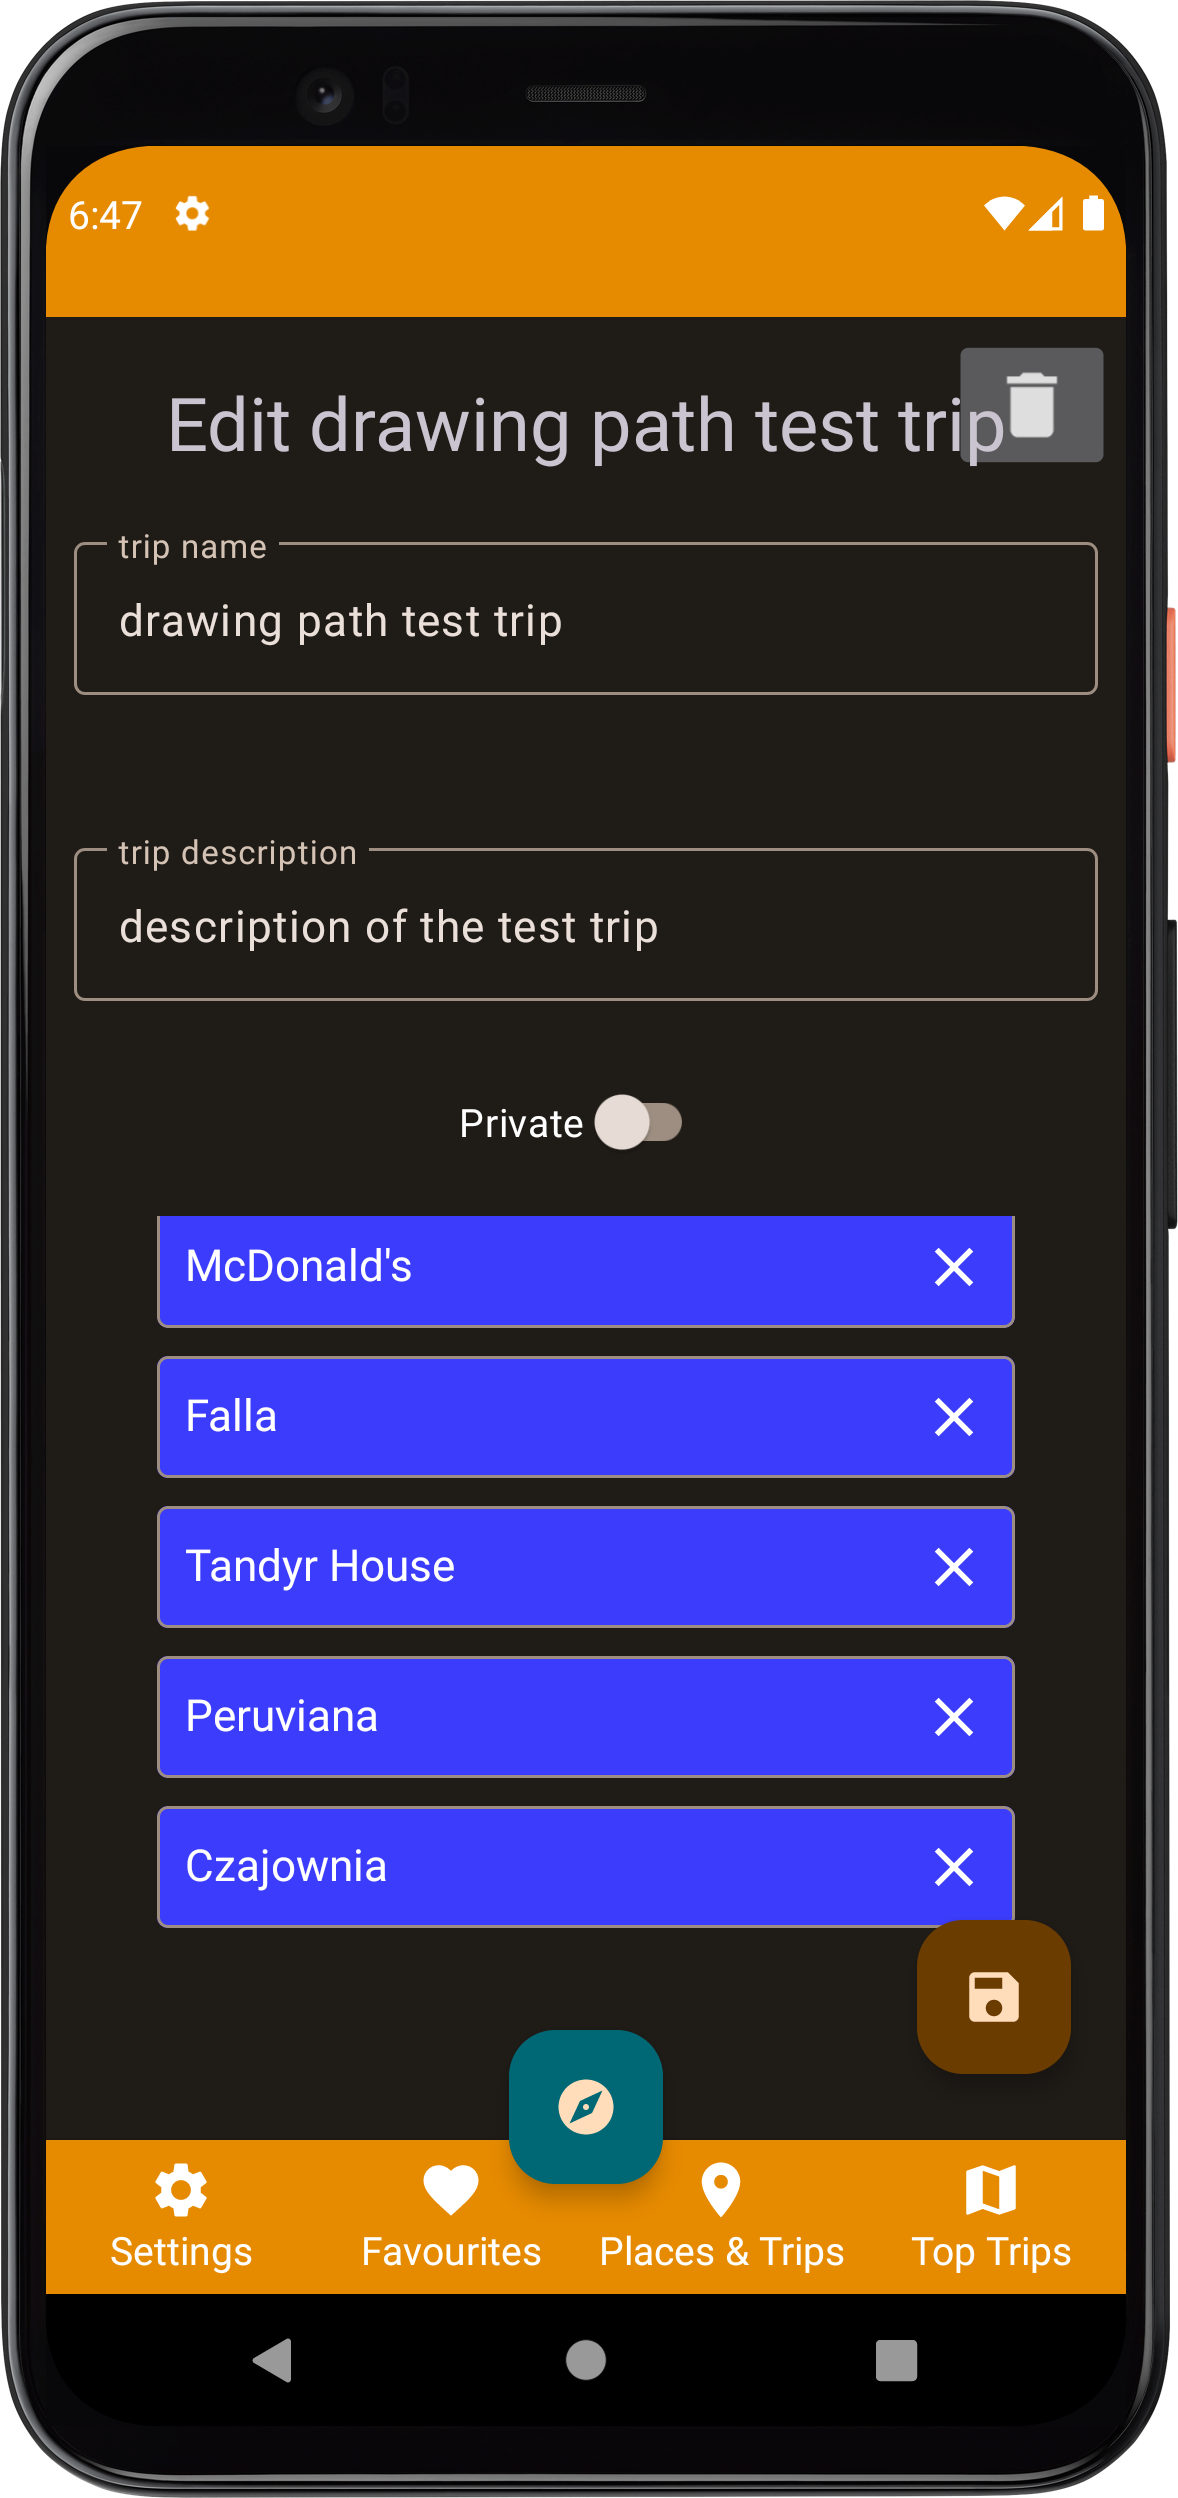 6:47
Edit drawing path test trip
trip name
drawing path test trip
trip description
description of the test trip
Private
McDonald's
Falla
Tandyr House
Peruviana
Czajownia
Settings
Favourites
Places & Trips
Top Trips